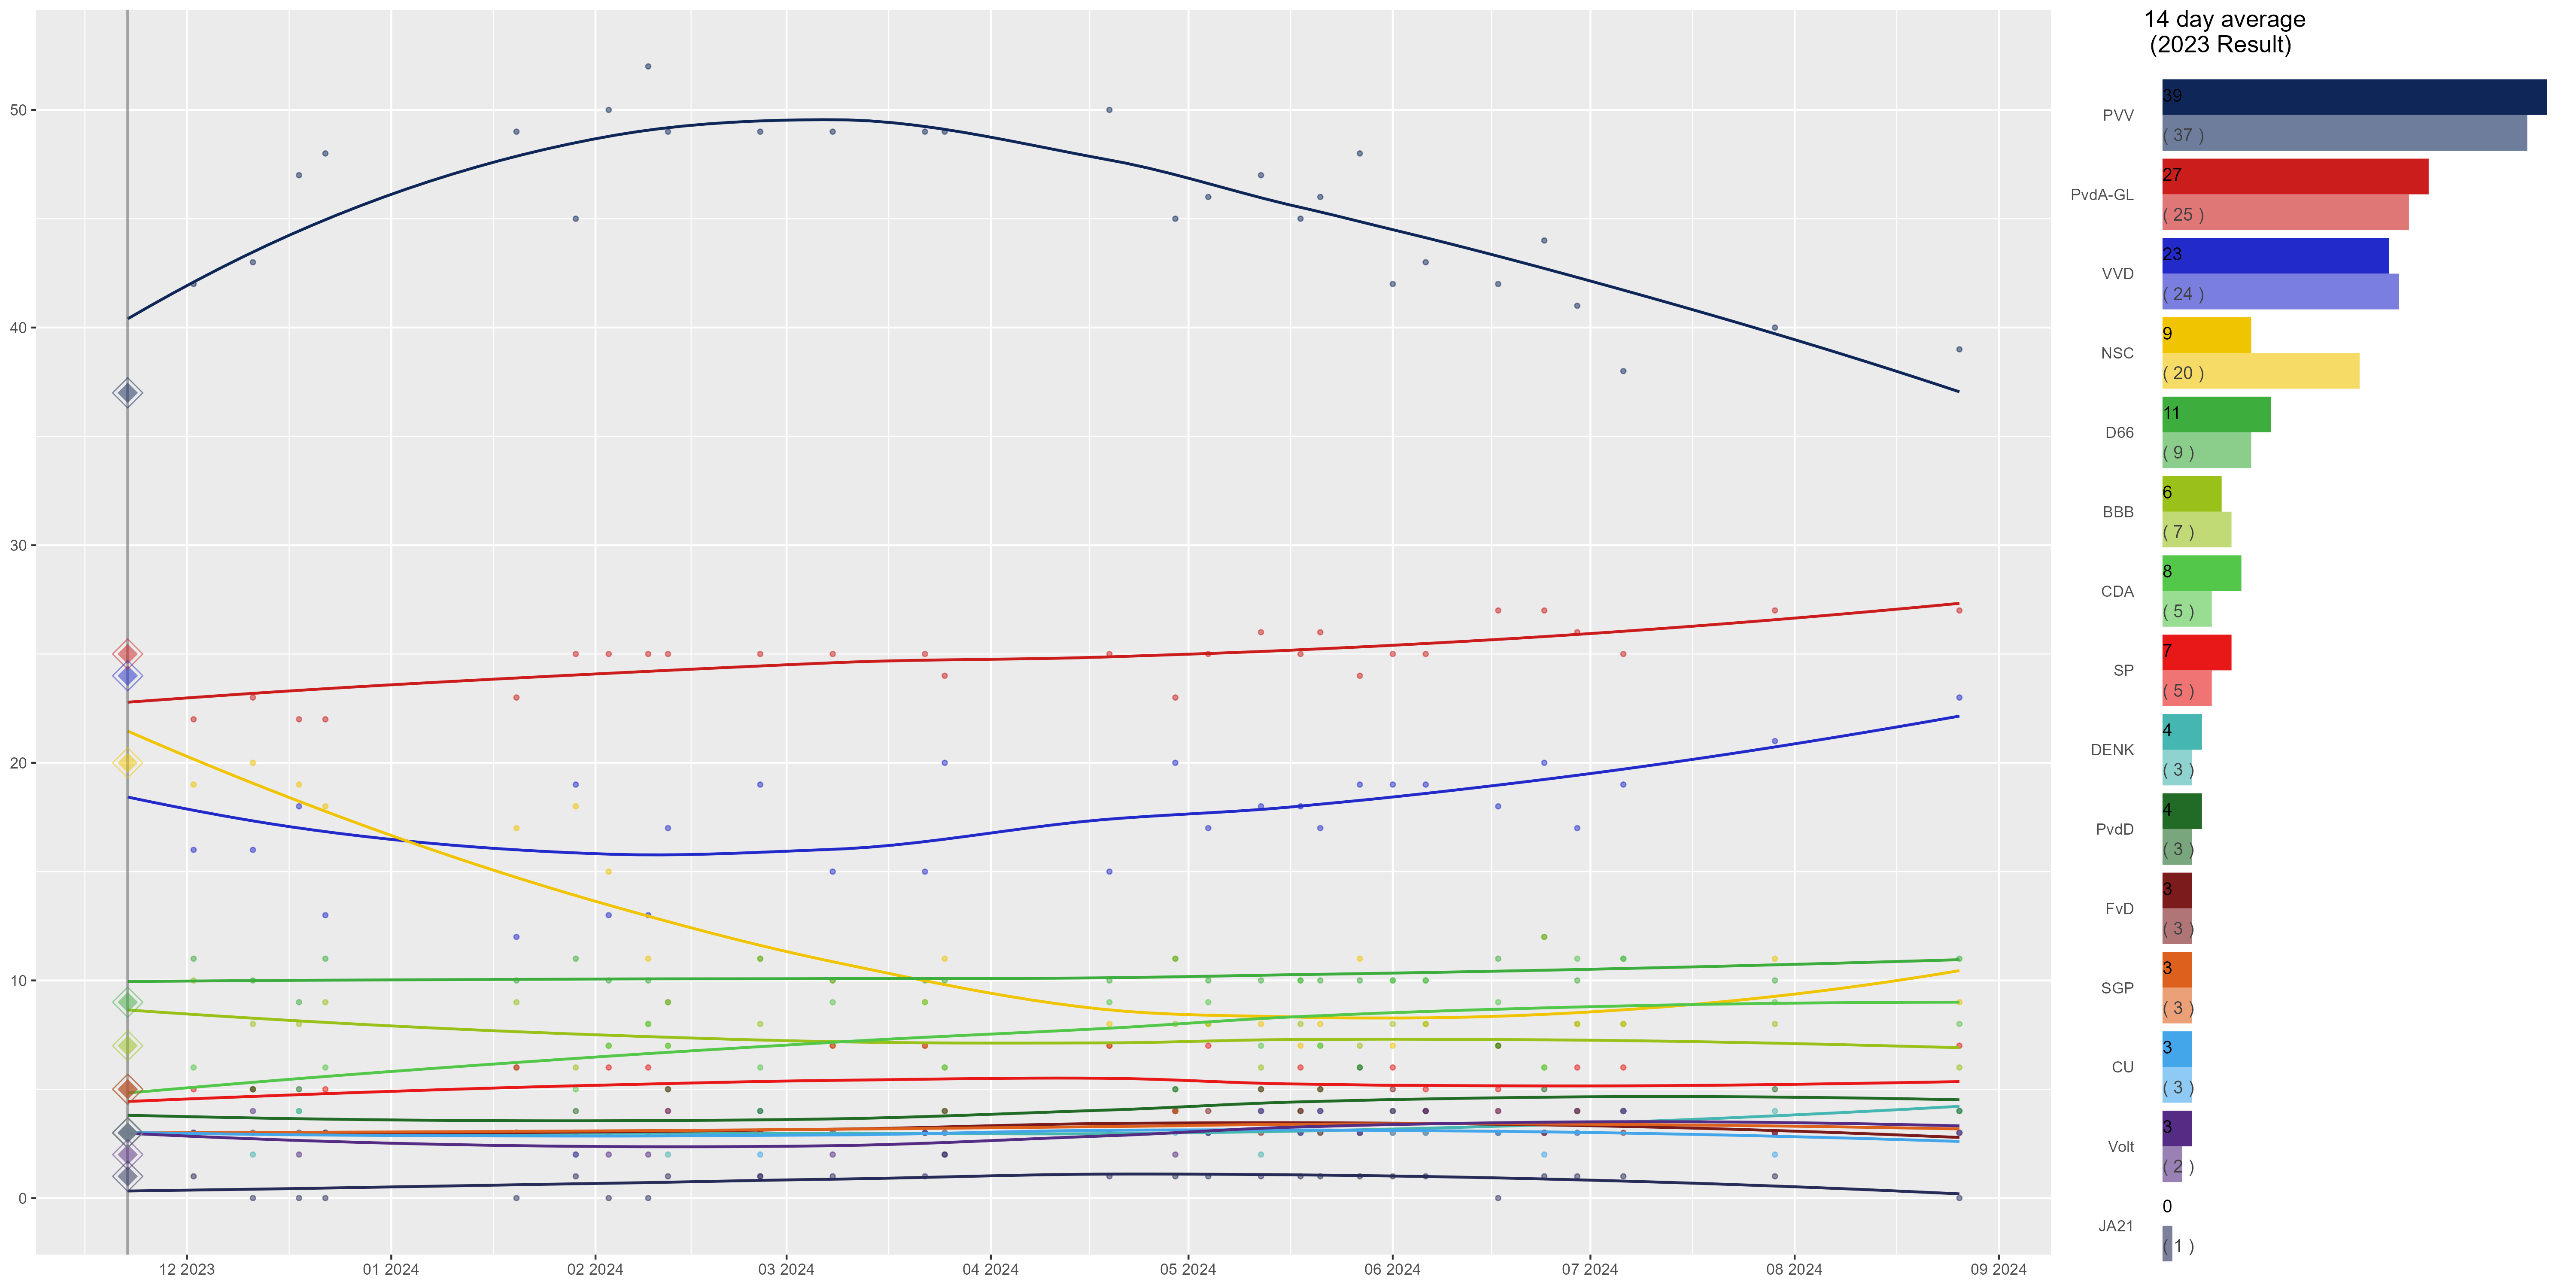 14 day average
(2023 Result)
50
40
30
20
10
0
12 2023
01 2024
02 2024
03 2024
04 2024
05 2024
06 2024
07 2024
08 2024
09 2024
PVV
39
( 37 )
PvdA-GL
27
( 25 )
VVD
23
( 24 )
NSC
9
( 20 )
D66
11
( 9 )
BBB
6
( 7 )
CDA
8
( 5 )
SP
7
( 5 )
DENK
4
( 3 )
PvdD
4
( 3 )
FvD
3
( 3 )
SGP
3
( 3 )
CU
3
( 3 )
Volt
3
( 2 )
JA21
0
( 1 )